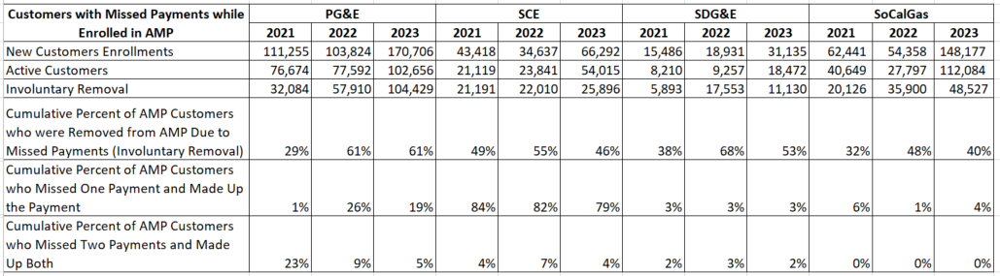 Customers with Missed Payments while Enrolled in AMP PG&E SCE SDG&E SoCalGas
2021 2022 2023 2021 2022 2023 2021 2022 2023 2021 2022 2023
New Customers Enrollments 111,255 103,824 170,706 43,418 34,637 66,292 15,486 18,931 31,135 62,441 54,358 148,177
Active Customers 76,674 77,592 102,656 21,119 23,841 54,015 8,210 9,257 18,472 40,649 27,797 112,084
Involuntary Removal 32,084 57,910 104,429 21,191 22,010 25,896 5,893 17,553 11,130 20,126 35,900 48,527
Cumulative Percent of AMP Customers
who were Removed from AMP Due to
Missed Payments (Involuntary Removal) 29% 61% 61% 49% 55% 46% 38% 68% 53% 32% 48% 40%
Cumulative Percent of AMP Customers
who Missed One Payment and Made Up
the Payment 1% 26% 19% 84% 82% 79% 3% 3% 3% 6% 1% 4%
Cumulative Percent of AMP Customers
who Missed Two Payments and Made
Up Both 23% 9% 5% 4% 7% 4% 2% 3% 2% 0% 0% 0%